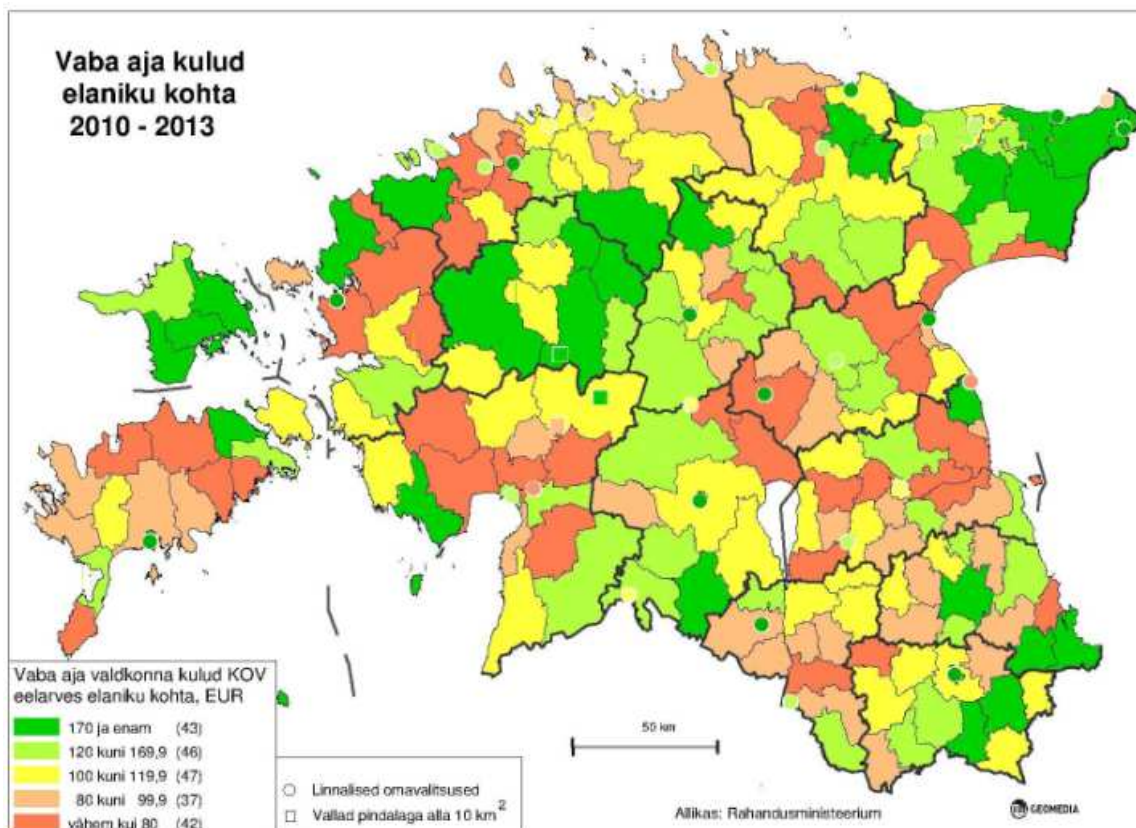 Vaba aja kulud
elaniku kohta
2010 - 2013
Vaba aja valdkonna kulud KOV
eelarves elaniku kohta, EUR
170 ja enam (43)
120 kuni 169,9 (46)
100 kuni 119,9 (47)
80 kuni 99,9 (37)
vähem kui 80 (42)
50 km
Linnalised omavalitsused
Vallad pindalaga alla 10 km2
Allikas: Rahandusministeerium
GEOMEDIA